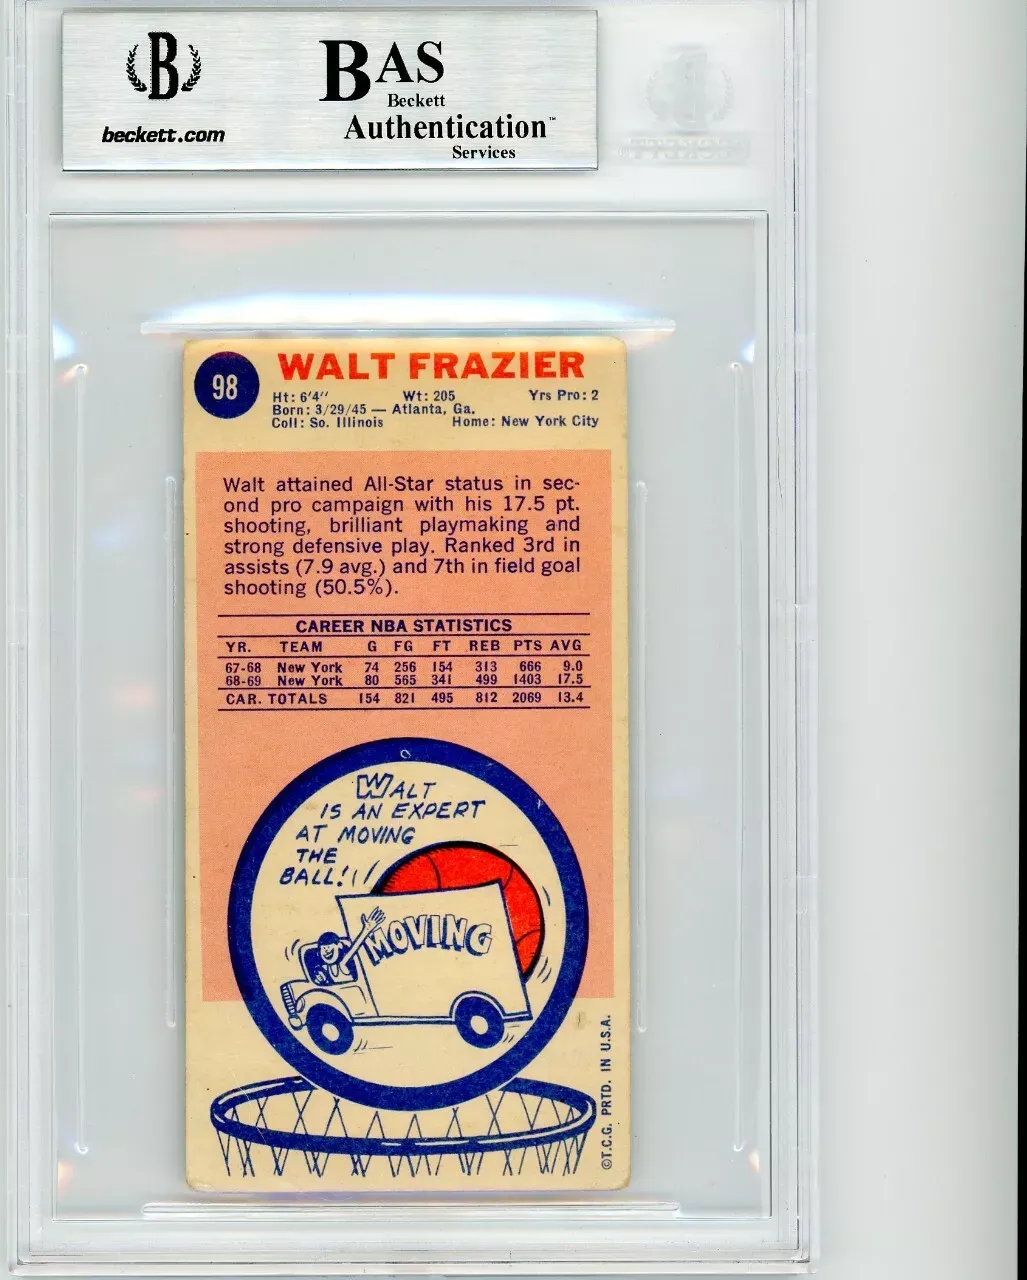 B
beckett.com
BAS
Beckett
Authentication™
Services
98
WALT FRAZIER
Ht: 6'4" Wt: 205 Yrs Pro: 2
Born: 3/29/45 — Atlanta, Ga.
Coll: So. Illinois Home: New York City
Walt attained All-Star status in sec-
ond pro campaign with his 17.5 pt.
shooting, brilliant playmaking and
strong defensive play. Ranked 3rd in
assists (7.9 avg.) and 7th in field goal
shooting (50.5%).
CAREER NBA STATISTICS
YR. TEAM G FG FT REB PTS AVG
67-68 New York 74 256 154 313 666 9.0
68-69 New York 80 565 341 499 1403 17.5
CAR. TOTALS 154 821 495 812 2069 13.4
WALT
IS AN EXPERT
AT MOVING
THE
BALL!
MOVING
©T.C.G. PRTD. IN U.S.A.